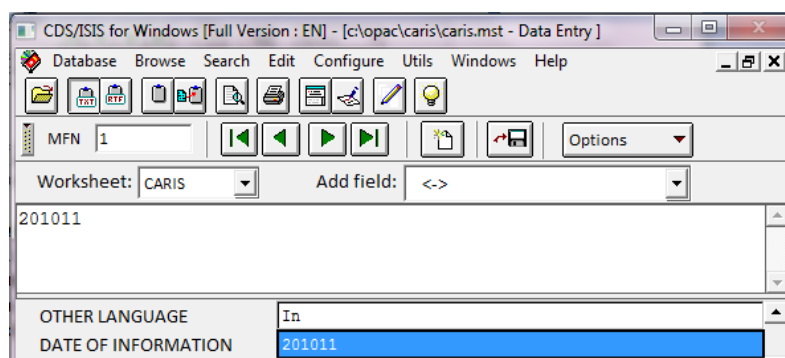 CDS/ISIS for Windows [Full Version : EN] - [c:\opac\caris\caris.mst - Data Entry ]
Database Browse Search Edit Configure Utils Windows Help
TXT RTF
MFN 1 Options
Worksheet: CARIS Add field: <->
201011
OTHER LANGUAGE In
DATE OF INFORMATION 201011